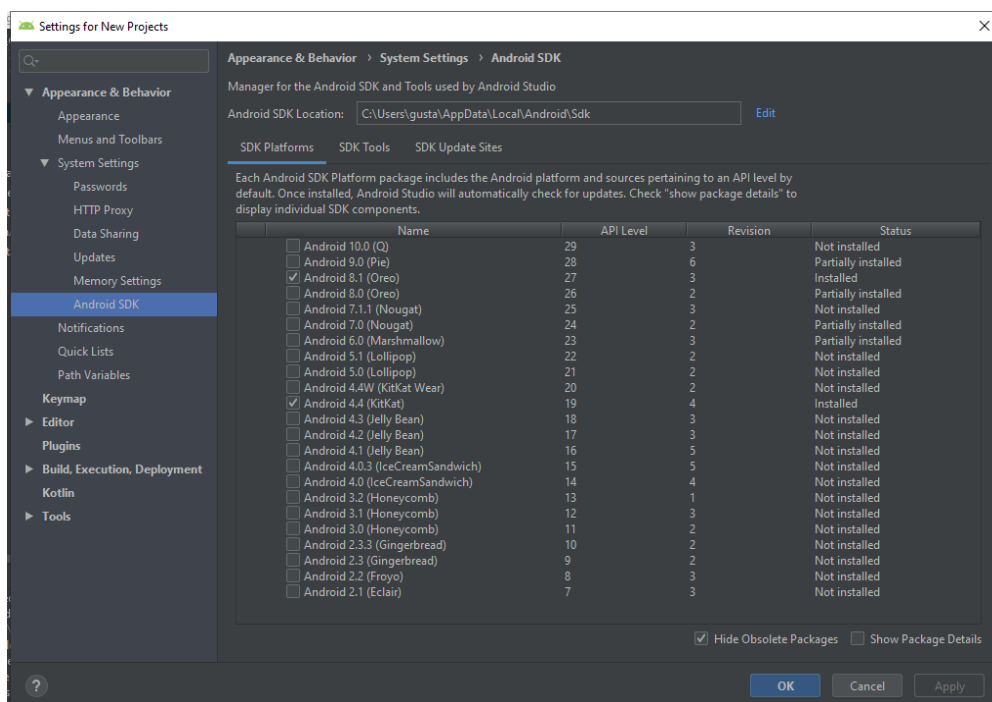 Settings for New Projects
Appearance & Behavior
Appearance
Menus and Toolbars
System Settings
Passwords
HTTP Proxy
Data Sharing
Updates
Memory Settings
Android SDK
Notifications
Quick Lists
Path Variables
Keymap
Editor
Plugins
Build, Execution, Deployment
Kotlin
Tools
Appearance & Behavior > System Settings > Android SDK
Manager for the Android SDK and Tools used by Android Studio
Android SDK Location: C:\Users\gusta\AppData\Local\Android\Sdk Edit
SDK Platforms SDK Tools SDK Update Sites
Each Android SDK Platform package includes the Android platform and sources pertaining to an API level by
default. Once installed, Android Studio will automatically check for updates. Check "show package details" to
display individual SDK components.
Name API Level Revision Status
Android 10.0 (Q) 29 3 Not installed
Android 9.0 (Pie) 28 6 Partially installed
Android 8.1 (Oreo) 27 3 Installed
Android 8.0 (Oreo) 26 2 Partially installed
Android 7.1.1 (Nougat) 25 3 Not installed
Android 7.0 (Nougat) 24 2 Partially installed
Android 6.0 (Marshmallow) 23 3 Partially installed
Android 5.1 (Lollipop) 22 2 Not installed
Android 5.0 (Lollipop) 21 2 Not installed
Android 4.4W (KitKat Wear) 20 2 Not installed
Android 4.4 (KitKat) 19 4 Installed
Android 4.3 (Jelly Bean) 18 3 Not installed
Android 4.2 (Jelly Bean) 17 3 Not installed
Android 4.1 (Jelly Bean) 16 5 Not installed
Android 4.0.3 (IceCreamSandwich) 15 5 Not installed
Android 4.0 (IceCreamSandwich) 14 4 Not installed
Android 3.2 (Honeycomb) 13 1 Not installed
Android 3.1 (Honeycomb) 12 3 Not installed
Android 3.0 (Honeycomb) 11 2 Not installed
Android 2.3.3 (Gingerbread) 10 2 Not installed
Android 2.3 (Gingerbread) 9 2 Not installed
Android 2.2 (Froyo) 8 3 Not installed
Android 2.1 (Eclair) 7 3 Not installed
Hide Obsolete Packages Show Package Details
? OK Cancel Apply